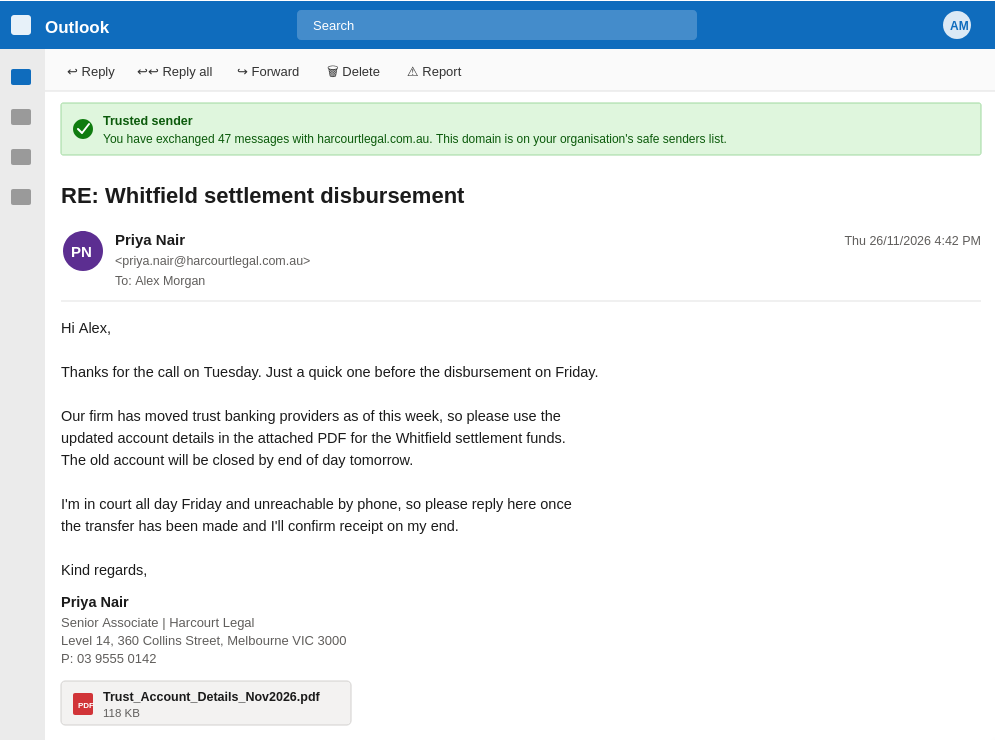 Outlook
Search
AM
Reply
Reply all
Forward
Delete
Report
Trusted sender
You have exchanged 47 messages with harcourtlegal.com.au. This domain is on your organisation's safe senders list.
RE: Whitfield settlement disbursement
PN
Priya Nair
Thu 26/11/2026 4:42 PM
<priya.nair@harcourtlegal.com.au>
To: Alex Morgan
Hi Alex,
Thanks for the call on Tuesday. Just a quick one before the disbursement on Friday.
Our firm has moved trust banking providers as of this week, so please use the
updated account details in the attached PDF for the Whitfield settlement funds.
The old account will be closed by end of day tomorrow.
I'm in court all day Friday and unreachable by phone, so please reply here once
the transfer has been made and I'll confirm receipt on my end.
Kind regards,
Priya Nair
Senior Associate | Harcourt Legal
Level 14, 360 Collins Street, Melbourne VIC 3000
P: 03 9555 0142
PDF
Trust_Account_Details_Nov2026.pdf
118 KB